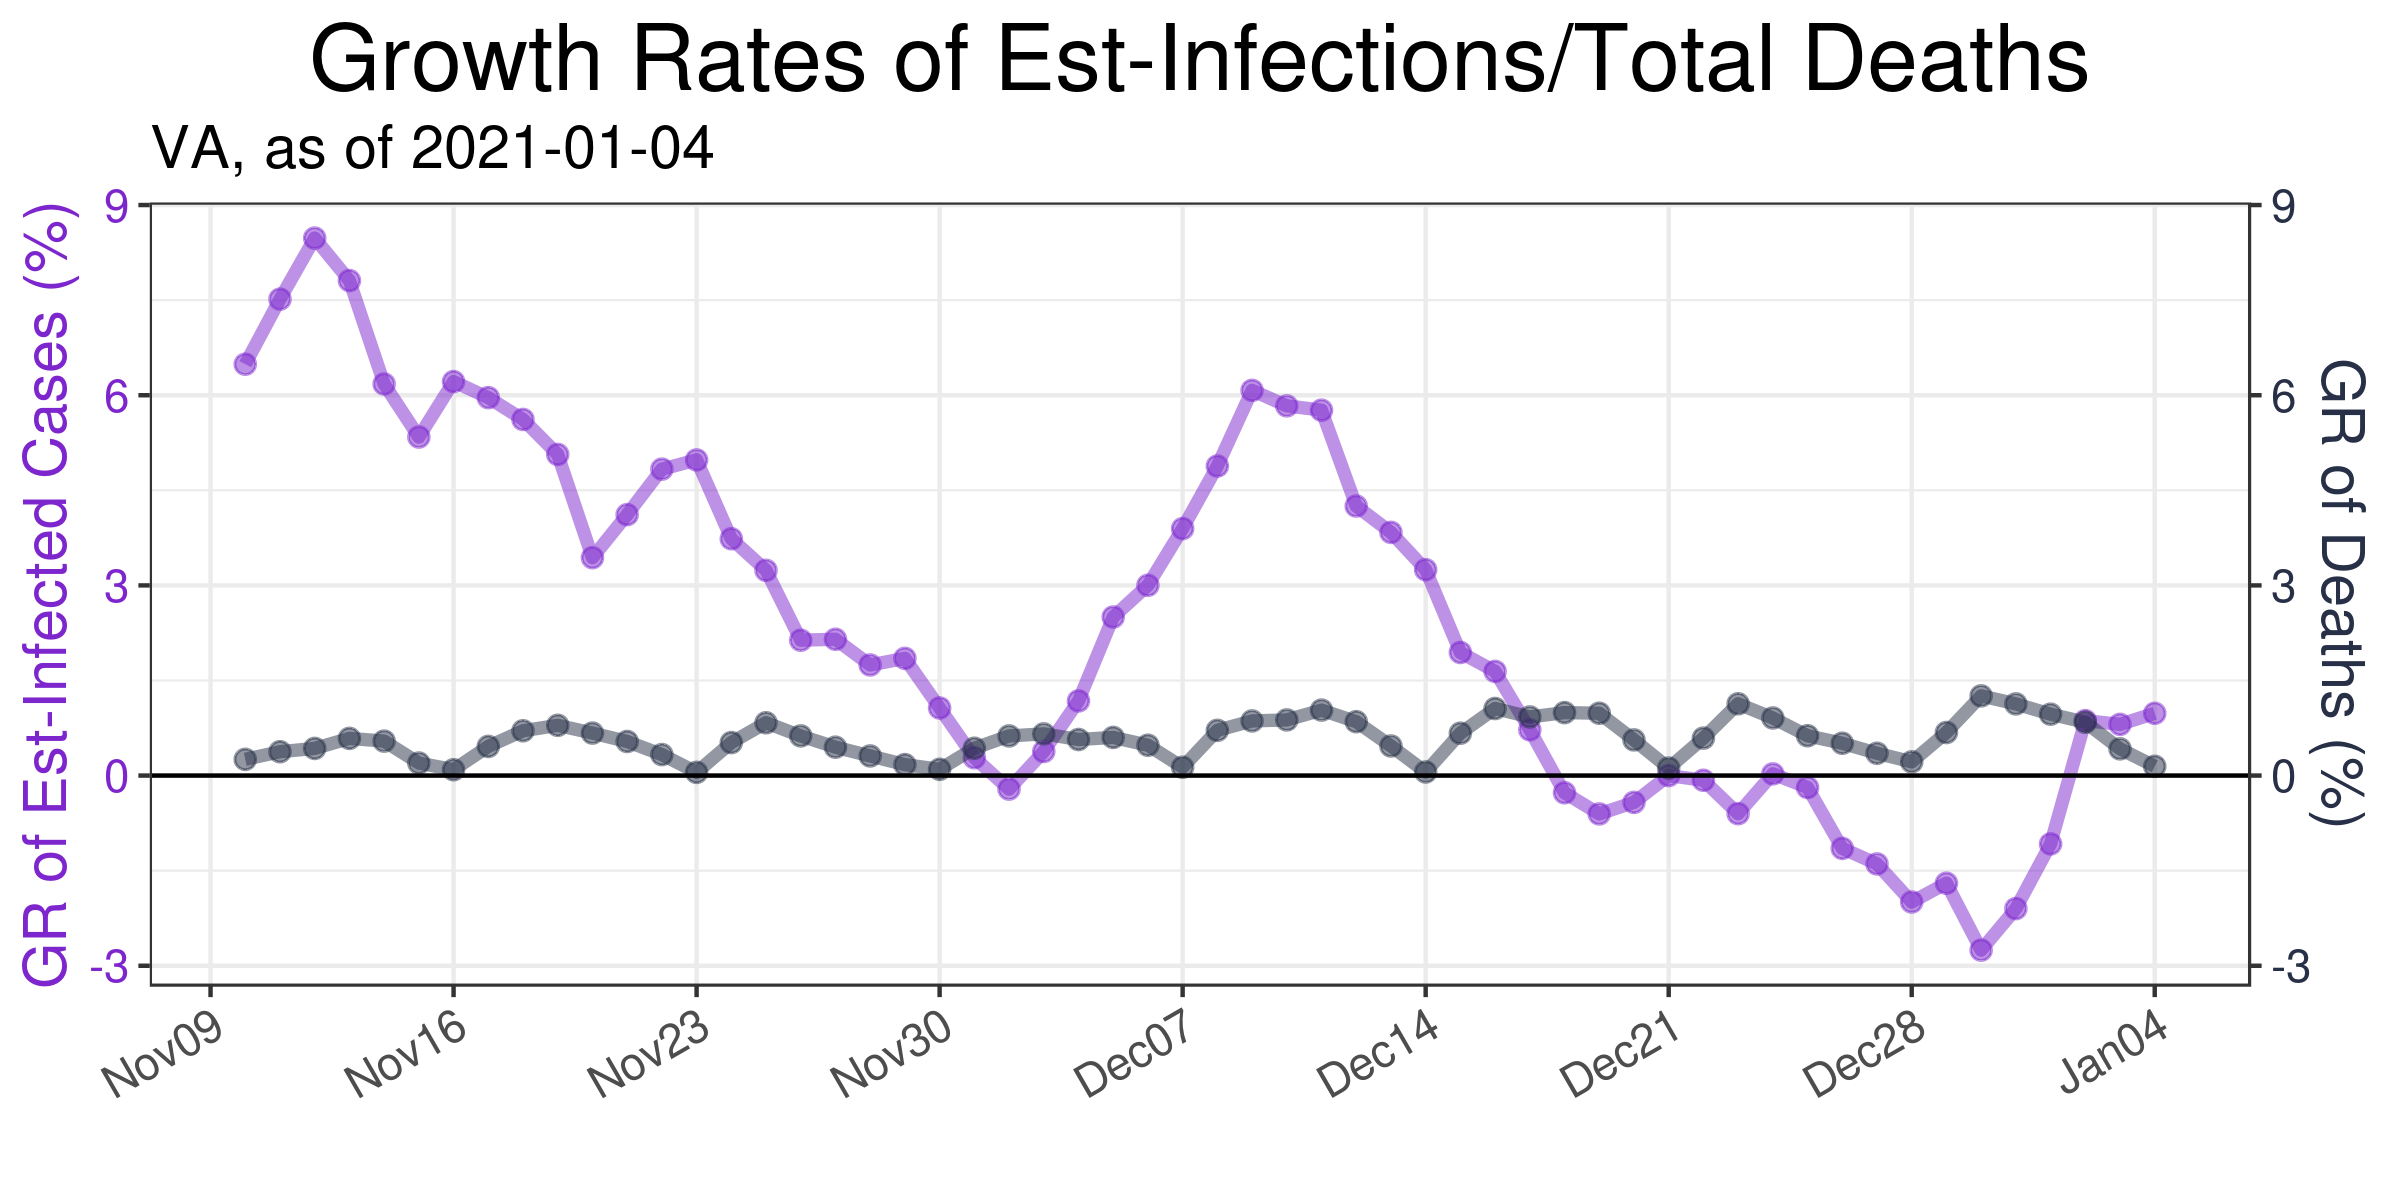 Growth Rates of Est-Infections/Total Deaths
VA, as of 2021-01-04
GR of Est-Infected Cases (%)
9
6
3
0
-3
9
6
3
0
-3
GR of Deaths (%)
Nov09
Nov16
Nov23
Nov30
Dec07
Dec14
Dec21
Dec28
Jan04